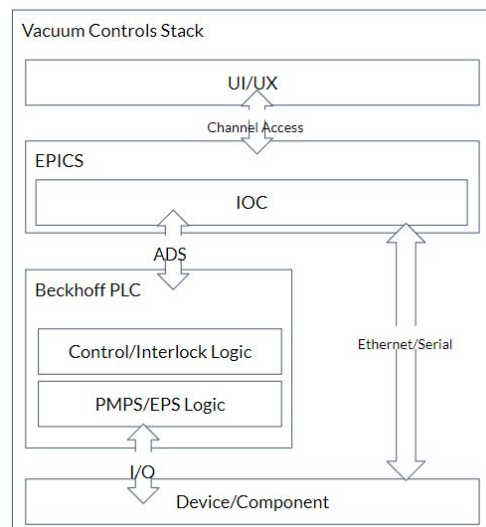 Vacuum Controls Stack
UI/UX
Channel Access
EPICS
IOC
ADS
Beckhoff PLC
Control/Interlock Logic
Ethernet/Serial
PMPS/EPS Logic
I/O
Device/Component